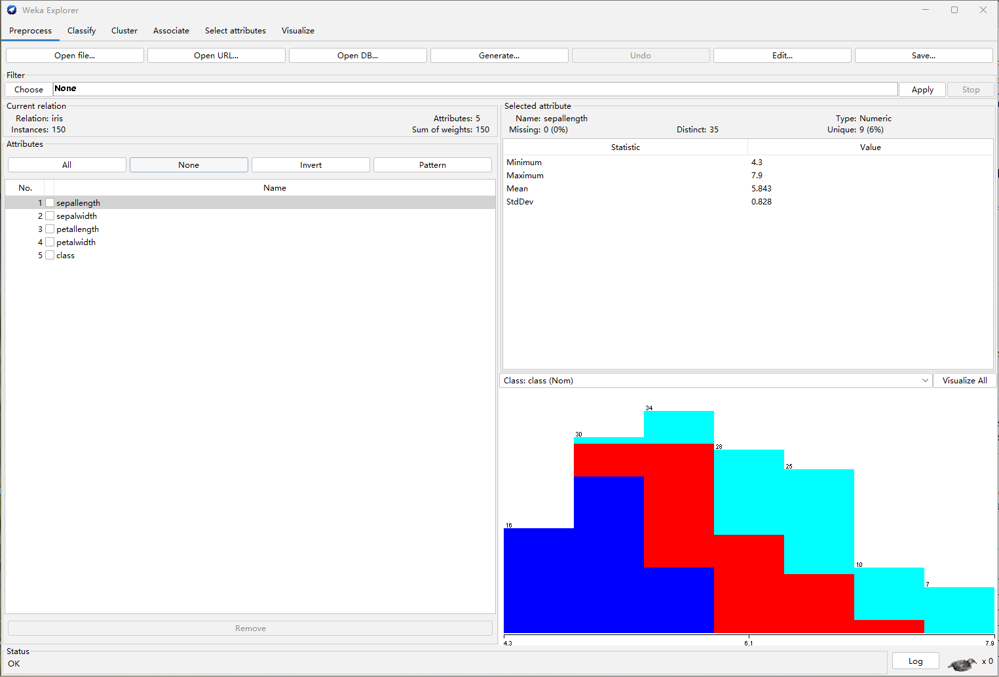 Weka Explorer
Preprocess Classify Cluster Associate Select attributes Visualize
Open file... Open URL... Open DB... Generate... Undo Edit... Save...
Filter
Choose None Apply Stop
Current relation
Relation: iris Attributes: 5
Instances: 150 Sum of weights: 150
Attributes
All None Invert Pattern
No. Name
1 sepallength
2 sepalwidth
3 petallength
4 petalwidth
5 class
Remove
Selected attribute
Name: sepallength Type: Numeric
Missing: 0 (0%) Distinct: 35 Unique: 9 (6%)
Statistic Value
Minimum 4.3
Maximum 7.9
Mean 5.843
StdDev 0.828
Class: class (Nom) Visualize All
34
30
28
25
16
10
7
4.3 6.1 7.9
Status
OK
Log x 0